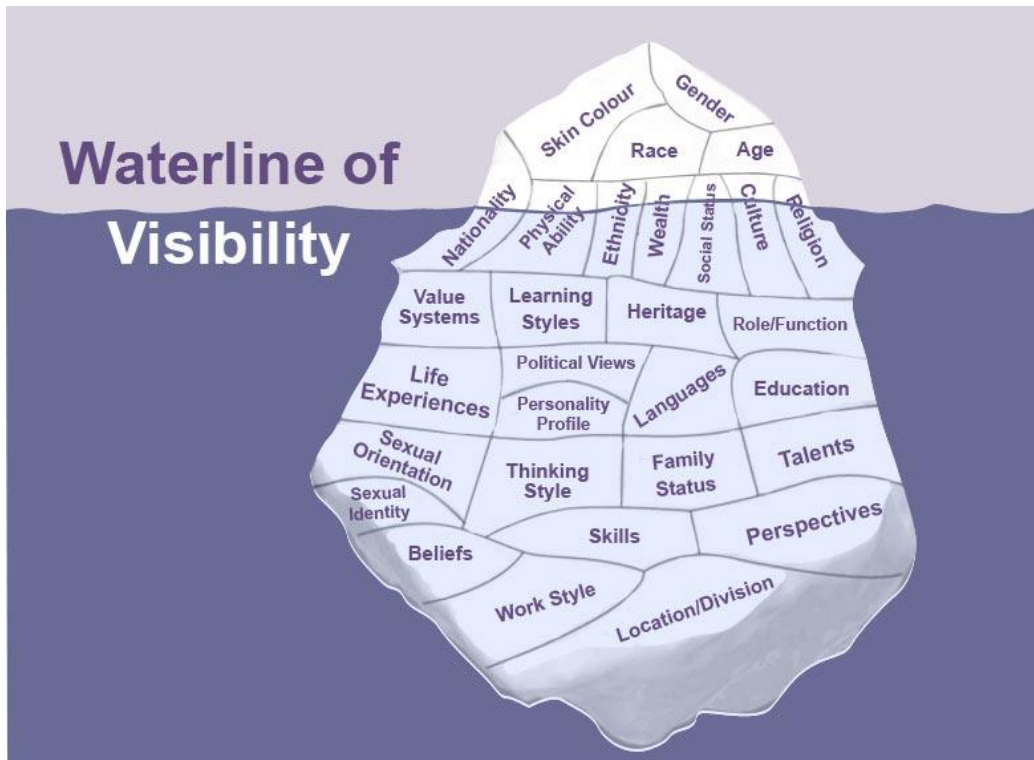 Waterline of
Visibility
Skin Colour
Gender
Race
Age
Nationality
Physical
Ability
Ethnicity
Wealth
Social Status
Culture
Religion
Value
Systems
Learning
Styles
Heritage
Role/Function
Life
Experiences
Political Views
Personality
Profile
Languages
Education
Sexual
Orientation
Sexual
Identity
Thinking
Style
Family
Status
Talents
Beliefs
Skills
Perspectives
Work Style
Location/Division